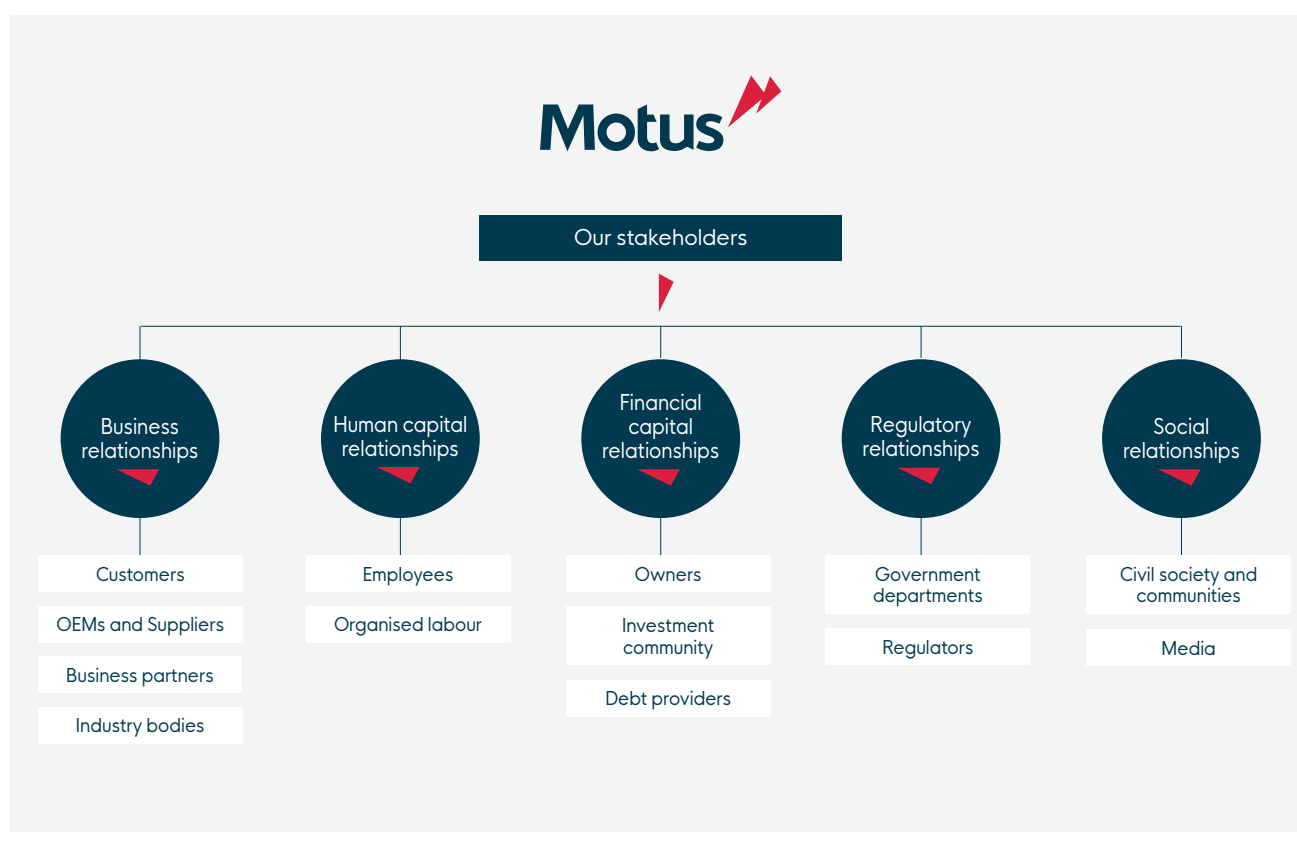 Motus
Our stakeholders
Business
relationships
Customers
OEMs and Suppliers
Business partners
Industry bodies
Human capital
relationships
Employees
Organised labour
Financial
capital
relationships
Owners
Investment
community
Debt providers
Regulatory
relationships
Government
departments
Regulators
Social
relationships
Civil society and
communities
Media